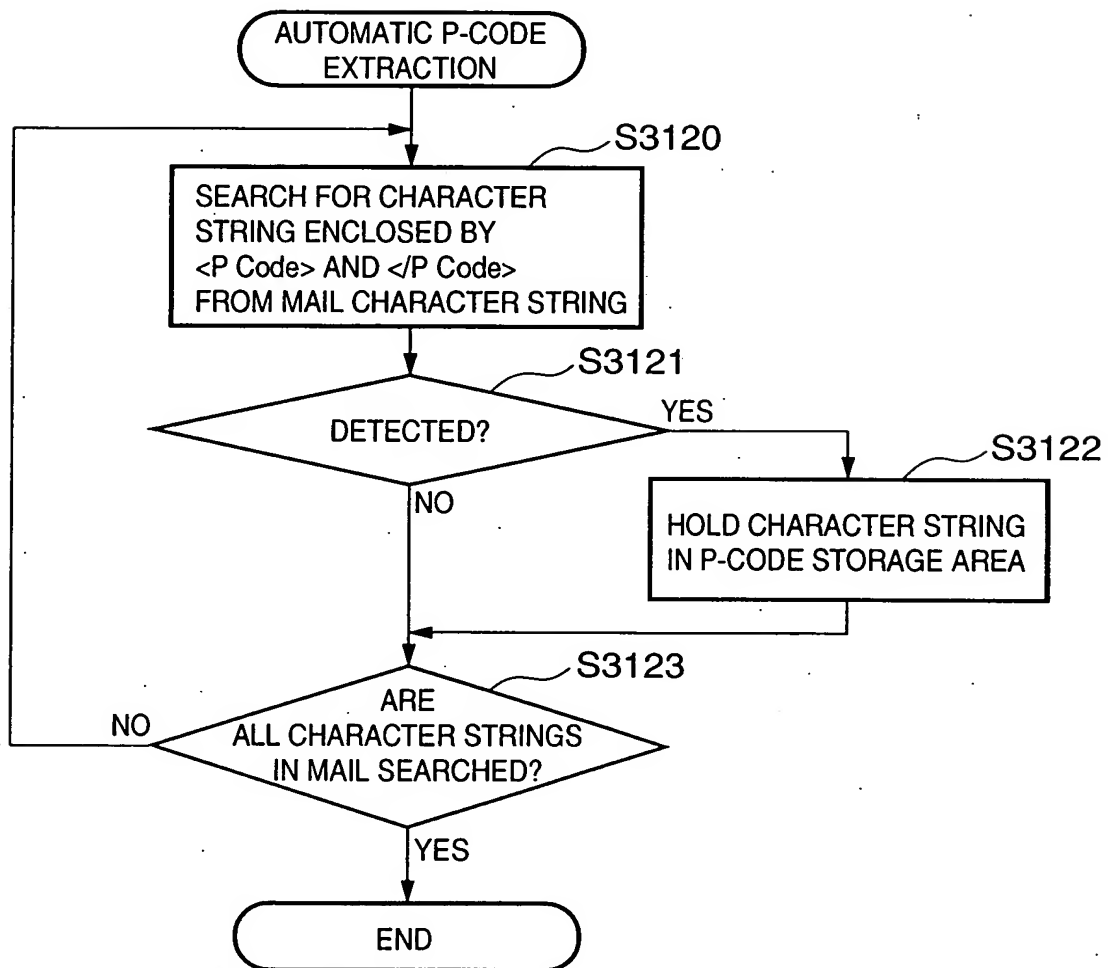 AUTOMATIC P-CODE
EXTRACTION
S3120
SEARCH FOR CHARACTER
STRING ENCLOSED BY
<P Code> AND </P Code>
FROM MAIL CHARACTER STRING
S3121
DETECTED?
YES
NO
S3122
HOLD CHARACTER STRING
IN P-CODE STORAGE AREA
S3123
ARE
ALL CHARACTER STRINGS
IN MAIL SEARCHED?
NO
YES
END